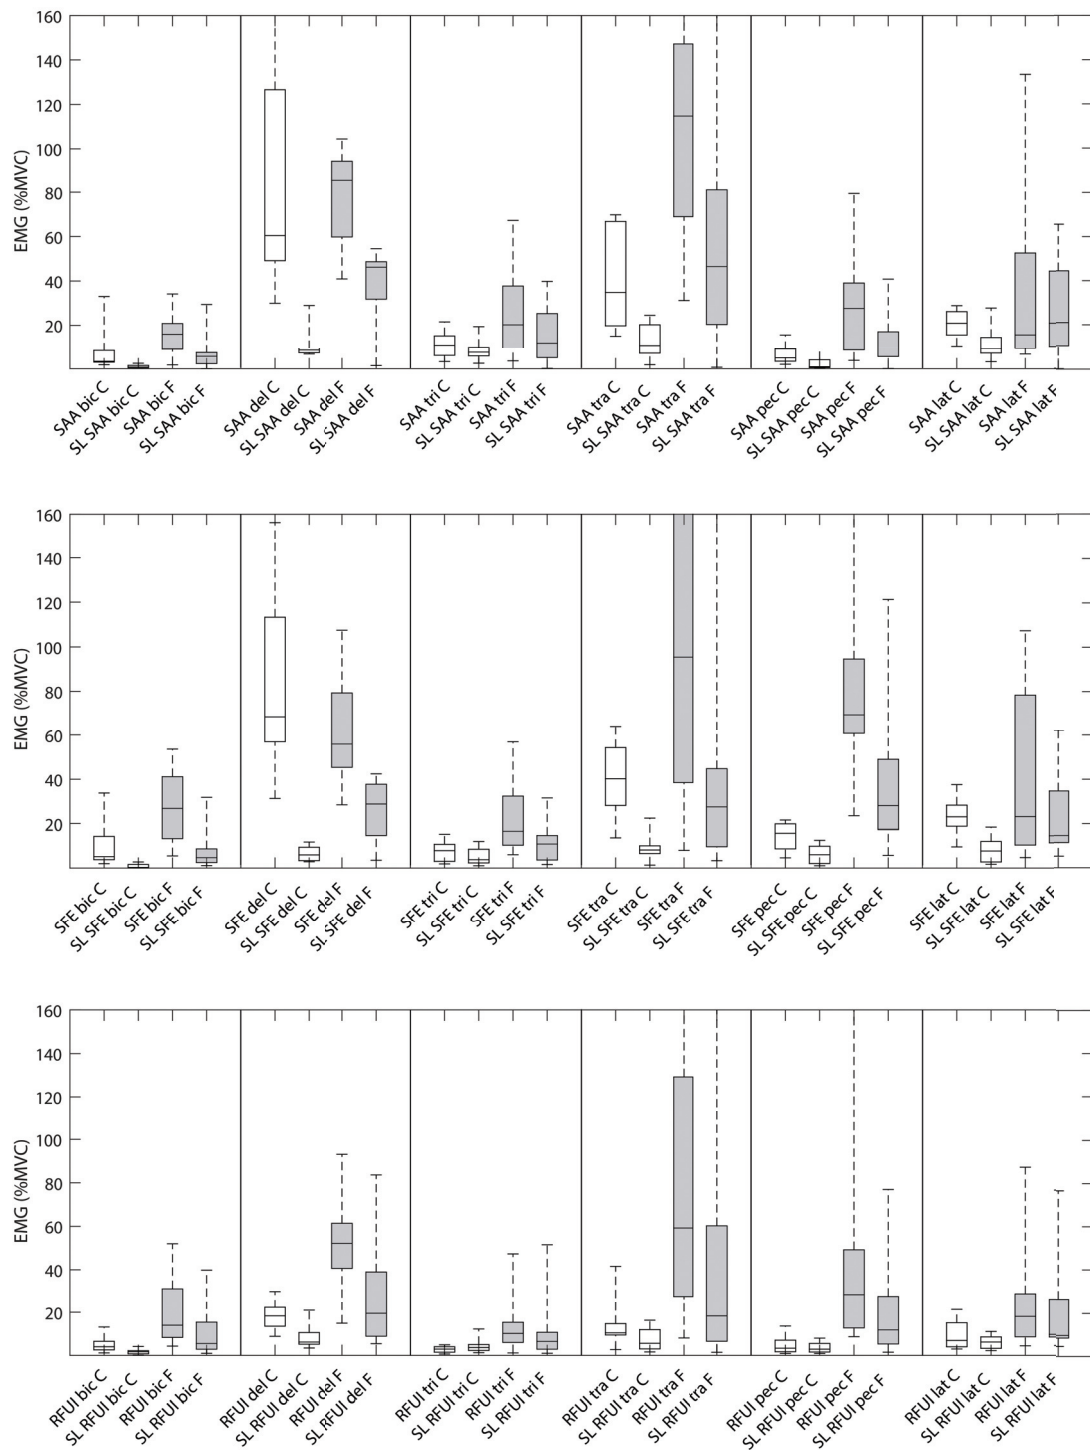 160
140
120
100
80
60
40
20
EMG (%MVC)
SAA bic C
SL SAA bic C
SAA bic F
SL SAA bic F
SAA del C
SL SAA del C
SAA del F
SL SAA del F
SAA tri C
SL SAA tri C
SAA tri F
SL SAA tri F
SAA tra C
SL SAA tra C
SAA tra F
SL SAA tra F
SAA pec C
SL SAA pec C
SAA pec F
SL SAA pec F
SAA lat C
SL SAA lat C
SAA lat F
SL SAA lat F
160
140
120
100
80
60
40
20
EMG (%MVC)
SFE bic C
SL SFE bic C
SFE bic F
SL SFE bic F
SFE del C
SL SFE del C
SFE del F
SL SFE del F
SFE tri C
SL SFE tri C
SFE tri F
SL SFE tri F
SFE tra C
SL SFE tra C
SFE tra F
SL SFE tra F
SFE pec C
SL SFE pec C
SFE pec F
SL SFE pec F
SFE lat C
SL SFE lat C
SFE lat F
SL SFE lat F
160
140
120
100
80
60
40
20
EMG (%MVC)
RFUI bic C
SL RFUI bic C
RFUI bic F
SL RFUI bic F
RFUI del C
SL RFUI del C
RFUI del F
SL RFUI del F
RFUI tri C
SL RFUI tri C
RFUI tri F
SL RFUI tri F
RFUI tra C
SL RFUI tra C
RFUI tra F
SL RFUI tra F
RFUI pec C
SL RFUI pec C
RFUI pec F
SL RFUI pec F
RFUI lat C
SL RFUI lat C
RFUI lat F
SL RFUI lat F